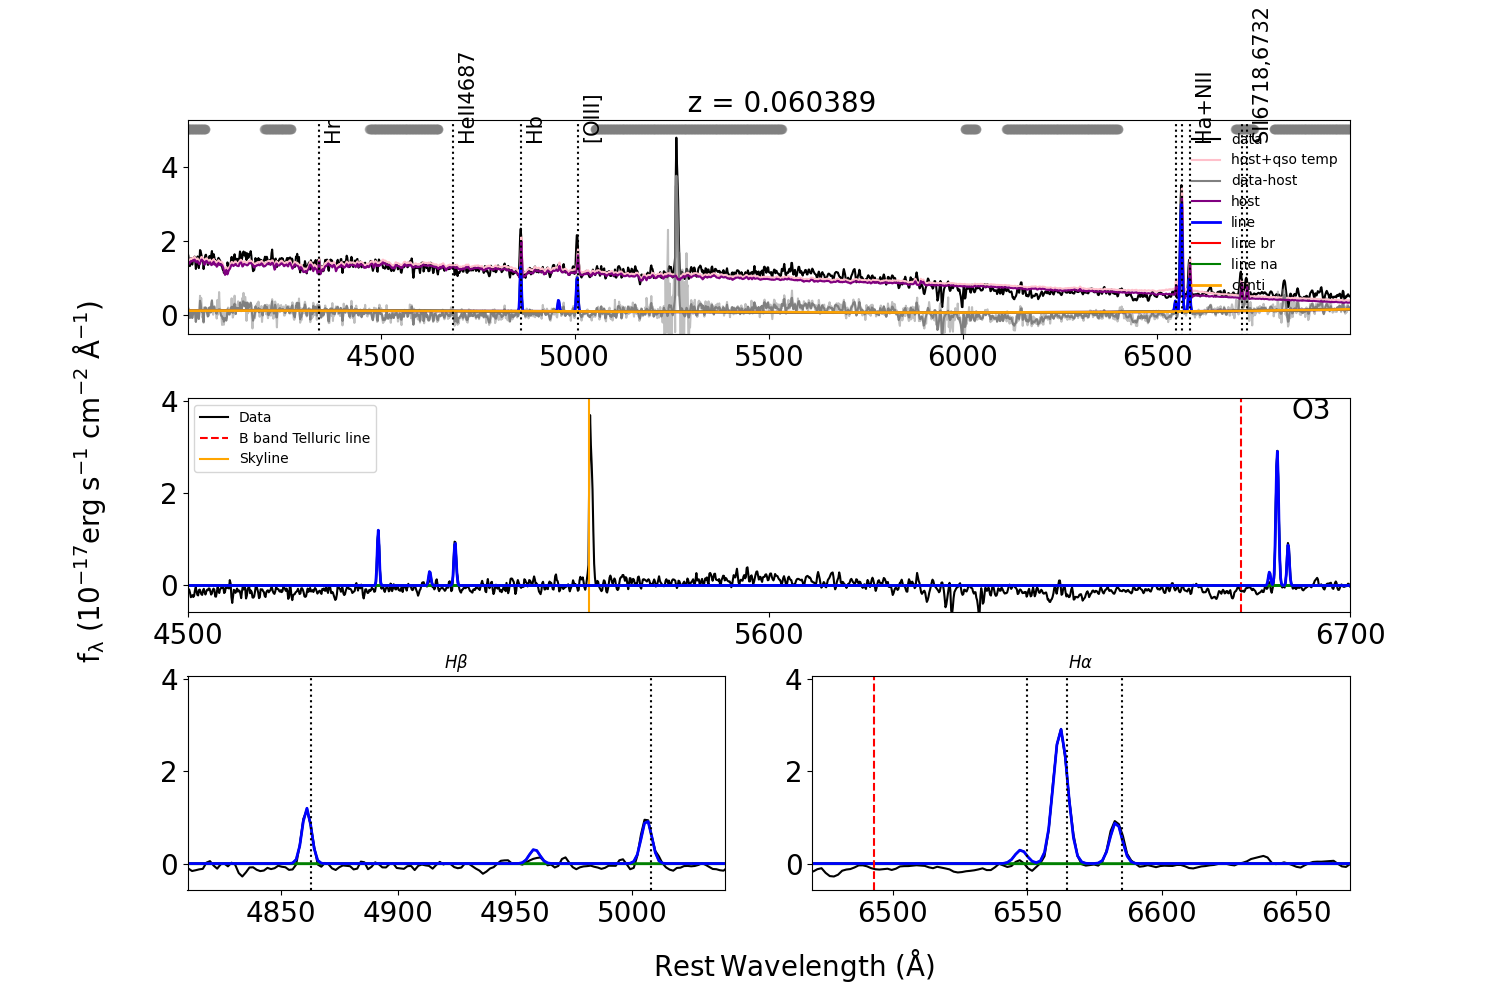 z = 0.060389
Hr
HeII4687
Hb
[OIII]
Ha+NII
SII6718,6732
data
host+qso temp
data-host
host
line
line br
line na
conti
4
2
0
4500
5000
5500
6000
6500
f_λ (10^−17 erg s^−1 cm^−2 Å^−1)
O3
Data
B band Telluric line
Skyline
4
2
0
4500
5600
6700
Hβ
4
2
0
4850
4900
4950
5000
Hα
4
2
0
6500
6550
6600
6650
Rest Wavelength (Å)